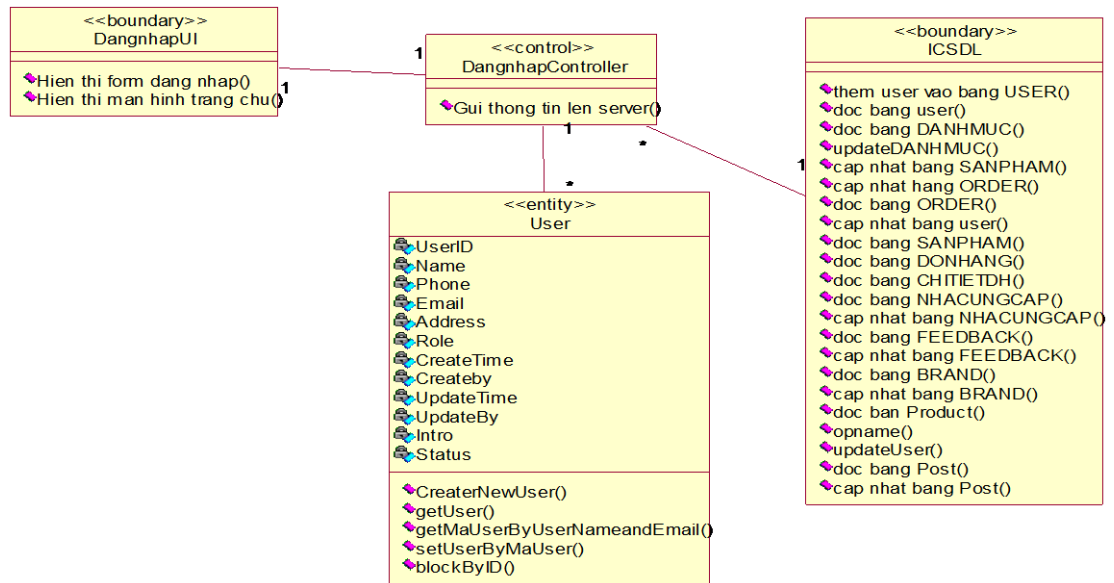 <<boundary>>
DangnhapUI
Hien thi form dang nhap()
Hien thi man hinh trang chu()
1
1
<<control>>
DangnhapController
Gui thong tin len server()
1
*
*
1
<<entity>>
User
UserID
Name
Phone
Email
Address
Role
CreateTime
Createby
UpdateTime
UpdateBy
Intro
Status
CreaterNewUser()
getUser()
getMaUserByUserNameandEmail()
setUserByMaUser()
blockByID()
<<boundary>>
ICSDL
them user vao bang USER()
doc bang user()
doc bang DANHMUC()
updateDANHMUC()
cap nhat bang SANPHAM()
cap nhat hang ORDER()
doc bang ORDER()
cap nhat bang user()
doc bang SANPHAM()
doc bang DONHANG()
doc bang CHITIETDH()
doc bang NHACUNGCAP()
cap nhat bang NHACUNGCAP()
doc bang FEEDBACK()
cap nhat bang FEEDBACK()
doc bang BRAND()
cap nhat bang BRAND()
doc ban Product()
opname()
updateUser()
doc bang Post()
cap nhat bang Post()